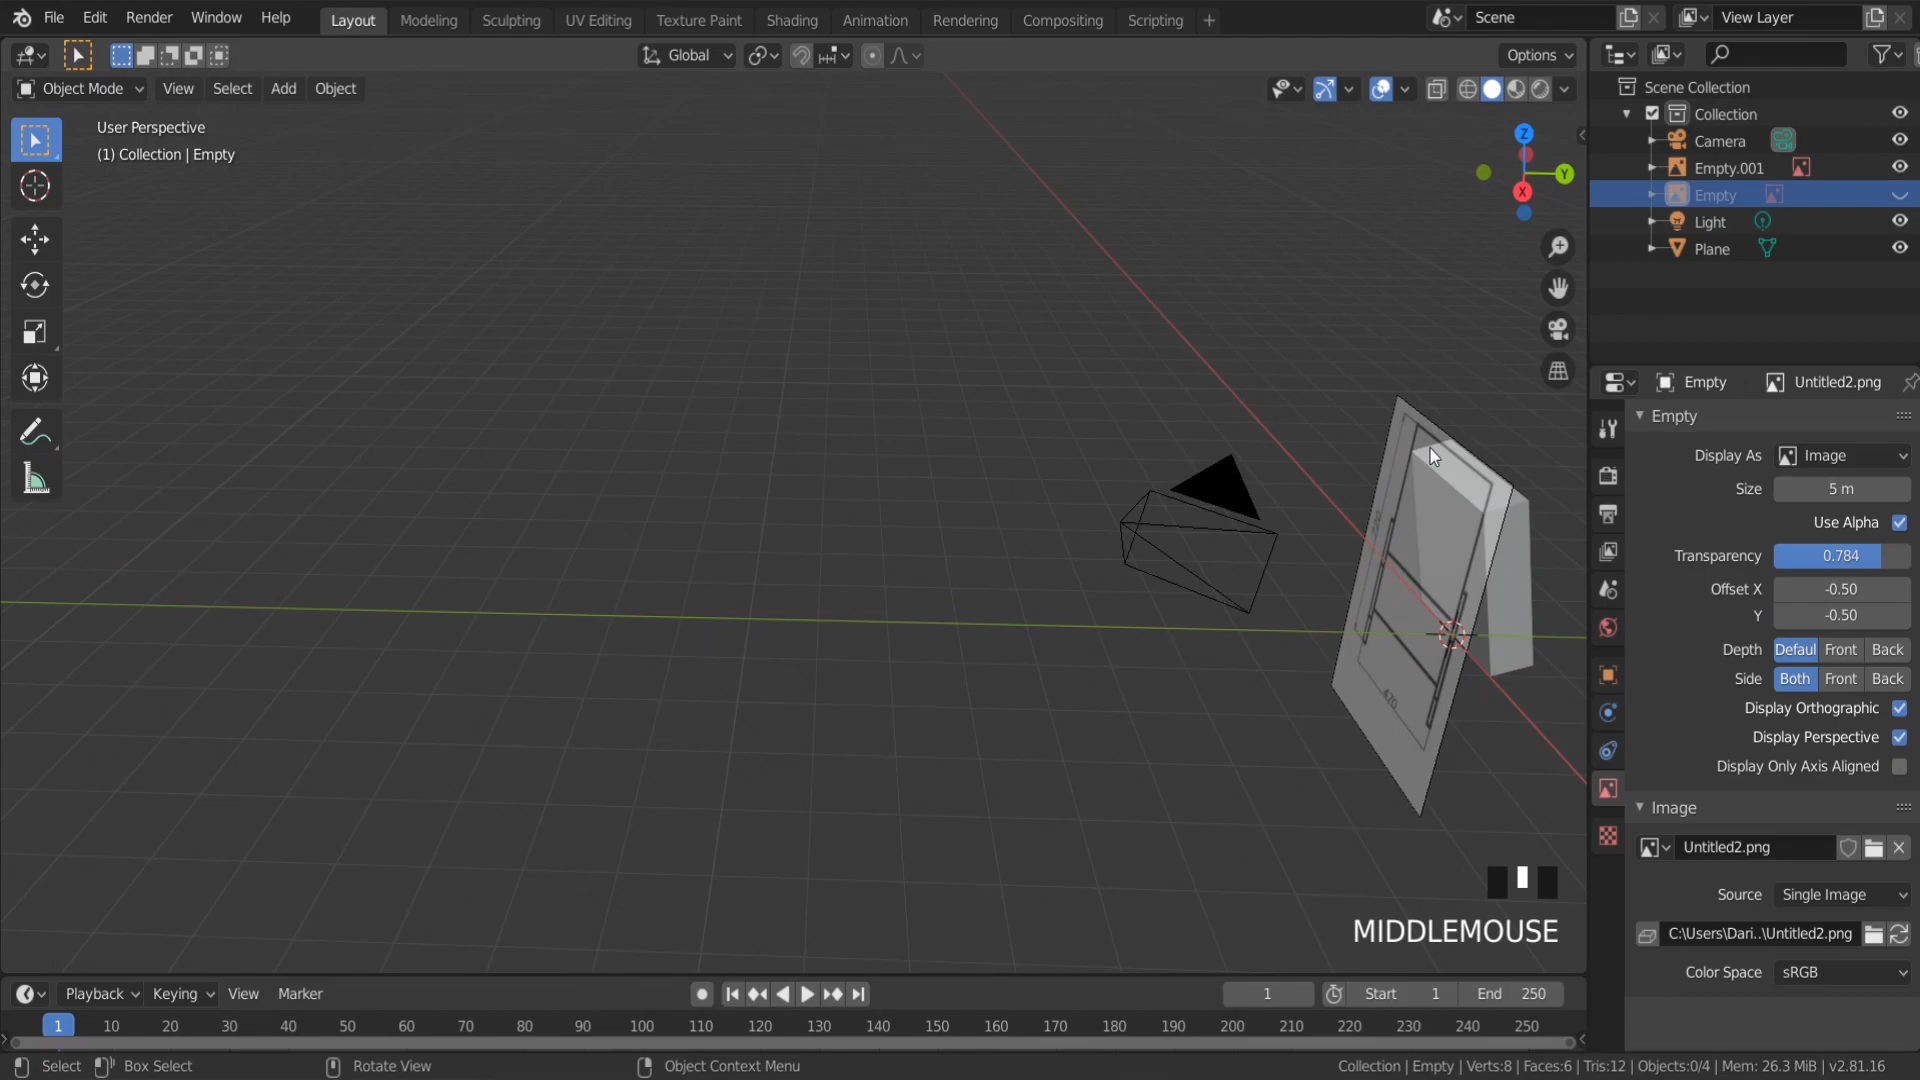 File Edit Render Window Help Layout Modeling Sculpting UV Editing Texture Paint Shading Animation Rendering Compositing Scripting Scene View Layer
Global Options
Object Mode View Select Add Object
User Perspective
(1) Collection | Empty
Z
Y
X
Scene Collection
Collection
Camera
Empty.001
Empty
Light
Plane
Empty Untitled2.png
Empty
Display As Image
Size 5 m
Use Alpha
Transparency 0.784
Offset X -0.50
Y -0.50
Depth Defaul Front Back
Side Both Front Back
Display Orthographic
Display Perspective
Display Only Axis Aligned
Image
Untitled2.png
Source Single Image
C:\Users\Dari..\Untitled2.png
Color Space sRGB
470
MIDDLEMOUSE
Playback Keying View Marker 1 Start 1 End 250
1 10 20 30 40 50 60 70 80 90 100 110 120 130 140 150 160 170 180 190 200 210 220 230 240 250
Select Box Select Rotate View Object Context Menu Collection | Empty | Verts:8 | Faces:6 | Tris:12 | Objects:0/4 | Mem: 26.3 MiB | v2.81.16